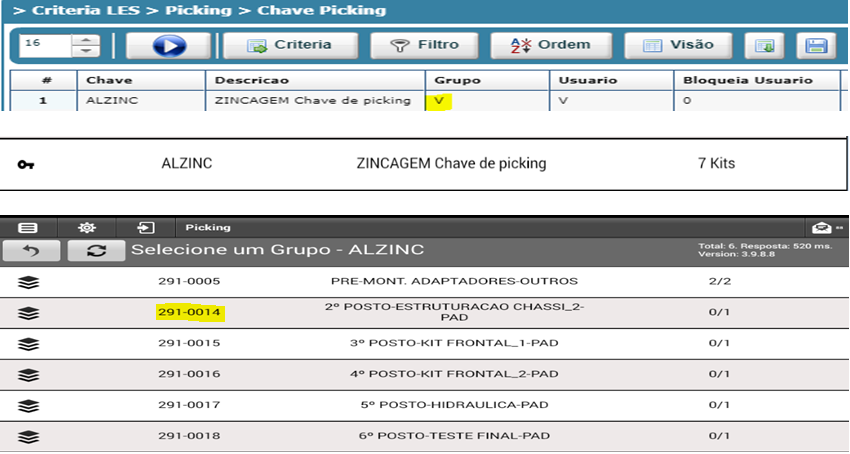 > Criteria LES > Picking > Chave Picking
16 Criteria Filtro Ordem Visão
# Chave Descricao Grupo Usuario Bloqueia Usuario
1 ALZINC ZINCAGEM Chave de picking V V 0
ALZINC ZINCAGEM Chave de picking 7 Kits
Picking
Selecione um Grupo - ALZINC
Total: 6. Resposta: 520 ms.
Version: 3.9.8.8
291-0005 PRE-MONT. ADAPTADORES-OUTROS 2/2
291-0014 2º POSTO-ESTRUTURACAO CHASSI_2-
PAD 0/1
291-0015 3º POSTO-KIT FRONTAL_1-PAD 0/1
291-0016 4º POSTO-KIT FRONTAL_2-PAD 0/1
291-0017 5º POSTO-HIDRAULICA-PAD 0/1
291-0018 6º POSTO-TESTE FINAL-PAD 0/1